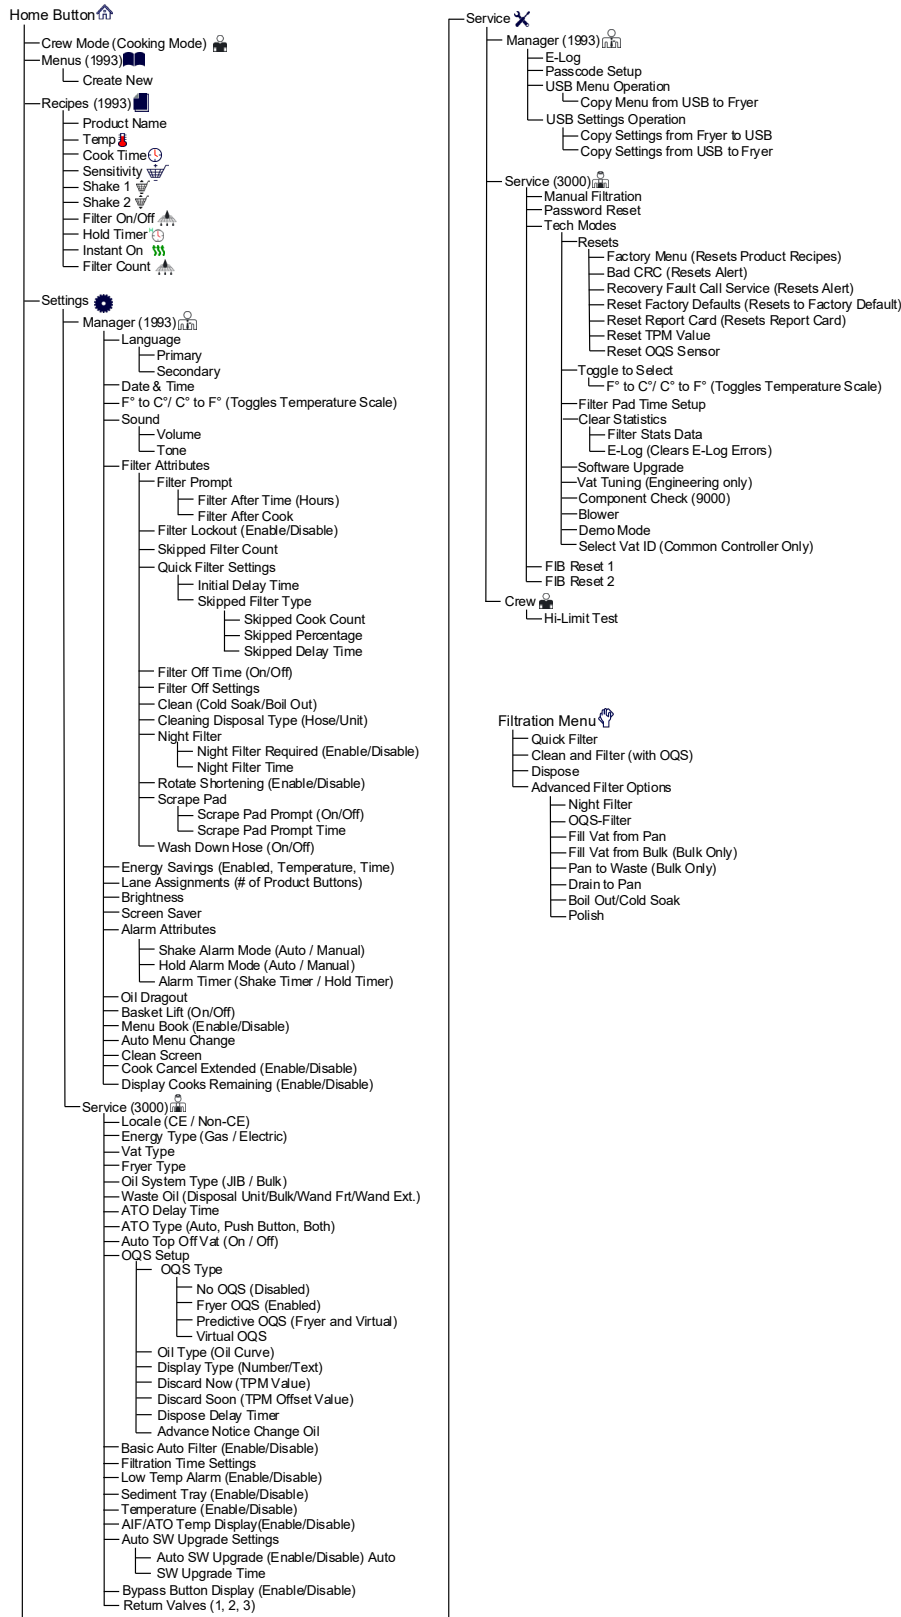 Home Button
Crew Mode (Cooking Mode)
Menus (1993)
Create New
Recipes (1993)
Product Name
Temp
Cook Time
Sensitivity
Shake 1
Shake 2
Filter On/Off
Hold Timer
Instant On
Filter Count
Settings
Manager (1993)
Language
Primary
Secondary
Date & Time
F° to C°/ C° to F° (Toggles Temperature Scale)
Sound
Volume
Tone
Filter Attributes
Filter Prompt
Filter After Time (Hours)
Filter After Cook
Filter Lockout (Enable/Disable)
Skipped Filter Count
Quick Filter Settings
Initial Delay Time
Skipped Filter Type
Skipped Cook Count
Skipped Percentage
Skipped Delay Time
Filter Off Time (On/Off)
Filter Off Settings
Clean (Cold Soak/Boil Out)
Cleaning Disposal Type (Hose/Unit)
Night Filter
Night Filter Required (Enable/Disable)
Night Filter Time
Rotate Shortening (Enable/Disable)
Scrape Pad
Scrape Pad Prompt (On/Off)
Scrape Pad Prompt Time
Wash Down Hose (On/Off)
Energy Savings (Enabled, Temperature, Time)
Lane Assignments (# of Product Buttons)
Brightness
Screen Saver
Alarm Attributes
Shake Alarm Mode (Auto / Manual)
Hold Alarm Mode (Auto / Manual)
Alarm Timer (Shake Timer / Hold Timer)
Oil Dragout
Basket Lift (On/Off)
Menu Book (Enable/Disable)
Auto Menu Change
Clean Screen
Cook Cancel Extended (Enable/Disable)
Display Cooks Remaining (Enable/Disable)
Service (3000)
Locale (CE / Non-CE)
Energy Type (Gas / Electric)
Vat Type
Fryer Type
Oil System Type (JIB / Bulk)
Waste Oil (Disposal Unit/Bulk/Wand Frt/Wand Ext.)
ATO Delay Time
ATO Type (Auto, Push Button, Both)
Auto Top Off Vat (On / Off)
OQS Setup
OQS Type
No OQS (Disabled)
Fryer OQS (Enabled)
Predictive OQS (Fryer and Virtual)
Virtual OQS
Oil Type (Oil Curve)
Display Type (Number/Text)
Discard Now (TPM Value)
Discard Soon (TPM Offset Value)
Dispose Delay Timer
Advance Notice Change Oil
Basic Auto Filter (Enable/Disable)
Filtration Time Settings
Low Temp Alarm (Enable/Disable)
Sediment Tray (Enable/Disable)
Temperature (Enable/Disable)
AIF/ATO Temp Display(Enable/Disable)
Auto SW Upgrade Settings
Auto SW Upgrade (Enable/Disable) Auto
SW Upgrade Time
Bypass Button Display (Enable/Disable)
Return Valves (1, 2, 3)
Service
Manager (1993)
E-Log
Passcode Setup
USB Menu Operation
Copy Menu from USB to Fryer
USB Settings Operation
Copy Settings from Fryer to USB
Copy Settings from USB to Fryer
Service (3000)
Manual Filtration
Password Reset
Tech Modes
Resets
Factory Menu (Resets Product Recipes)
Bad CRC (Resets Alert)
Recovery Fault Call Service (Resets Alert)
Reset Factory Defaults (Resets to Factory Default)
Reset Report Card (Resets Report Card)
Reset TPM Value
Reset OQS Sensor
Toggle to Select
F° to C°/ C° to F° (Toggles Temperature Scale)
Filter Pad Time Setup
Clear Statistics
Filter Stats Data
E-Log (Clears E-Log Errors)
Software Upgrade
Vat Tuning (Engineering only)
Component Check (9000)
Blower
Demo Mode
Select Vat ID (Common Controller Only)
FIB Reset 1
FIB Reset 2
Crew
Hi-Limit Test
Filtration Menu
Quick Filter
Clean and Filter (with OQS)
Dispose
Advanced Filter Options
Night Filter
OQS-Filter
Fill Vat from Pan
Fill Vat from Bulk (Bulk Only)
Pan to Waste (Bulk Only)
Drain to Pan
Boil Out/Cold Soak
Polish